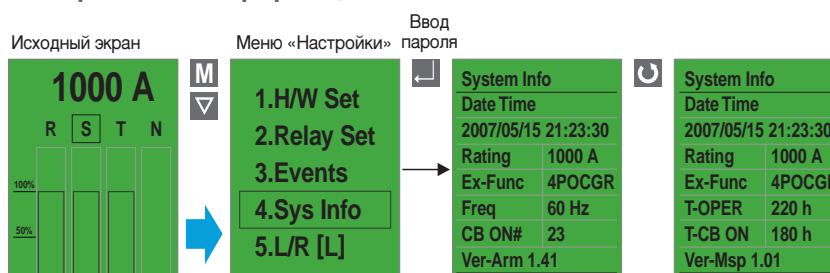 Ввод
Исходный экран
Меню «Настройки»
пароля
1000 A
R S T N
100%
50%
M
1.H/W Set
2.Relay Set
3.Events
4.Sys Info
5.L/R [L]
System Info
Date Time
2007/05/15 21:23:30
Rating 1000 A
Ex-Func 4POCGR
Freq 60 Hz
CB ON# 23
Ver-Arm 1.41
System Info
Date Time
2007/05/15 21:23:30
Rating 1000 A
Ex-Func
T-OPER 220 h
T-CB ON 180 h
Ver-Msp 1.01